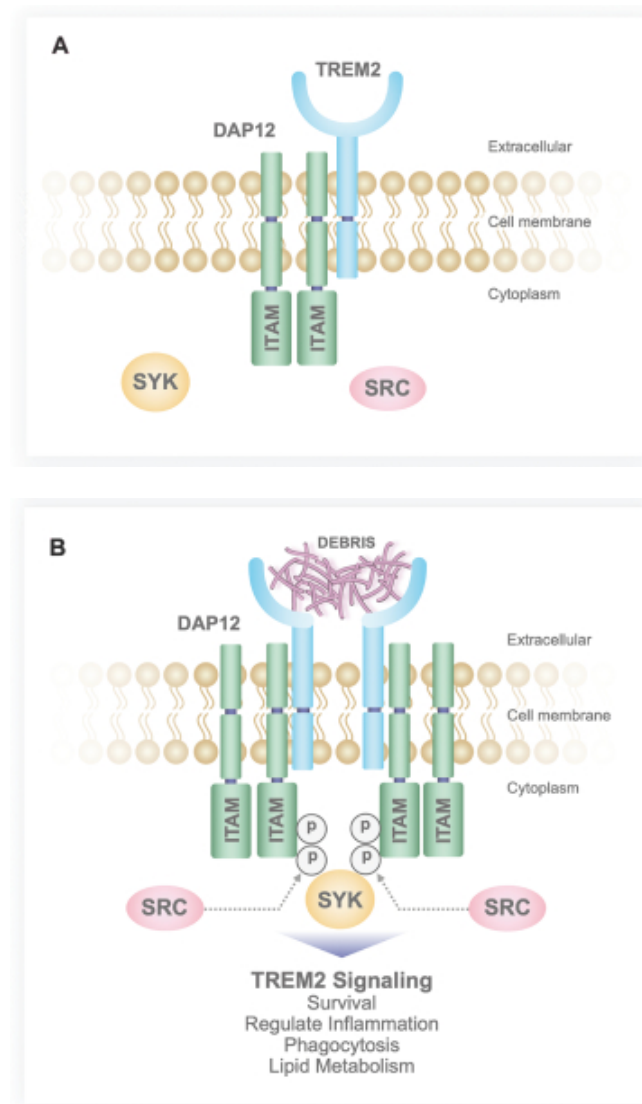 A
TREM2
DAP12
Extracellular
Cell membrane
Cytoplasm
ITAM
ITAM
SYK
SRC
B
DEBRIS
DAP12
Extracellular
Cell membrane
Cytoplasm
ITAM
ITAM
ITAM
ITAM
P
P
P
P
SRC
SYK
SRC
TREM2 Signaling
Survival
Regulate Inflammation
Phagocytosis
Lipid Metabolism